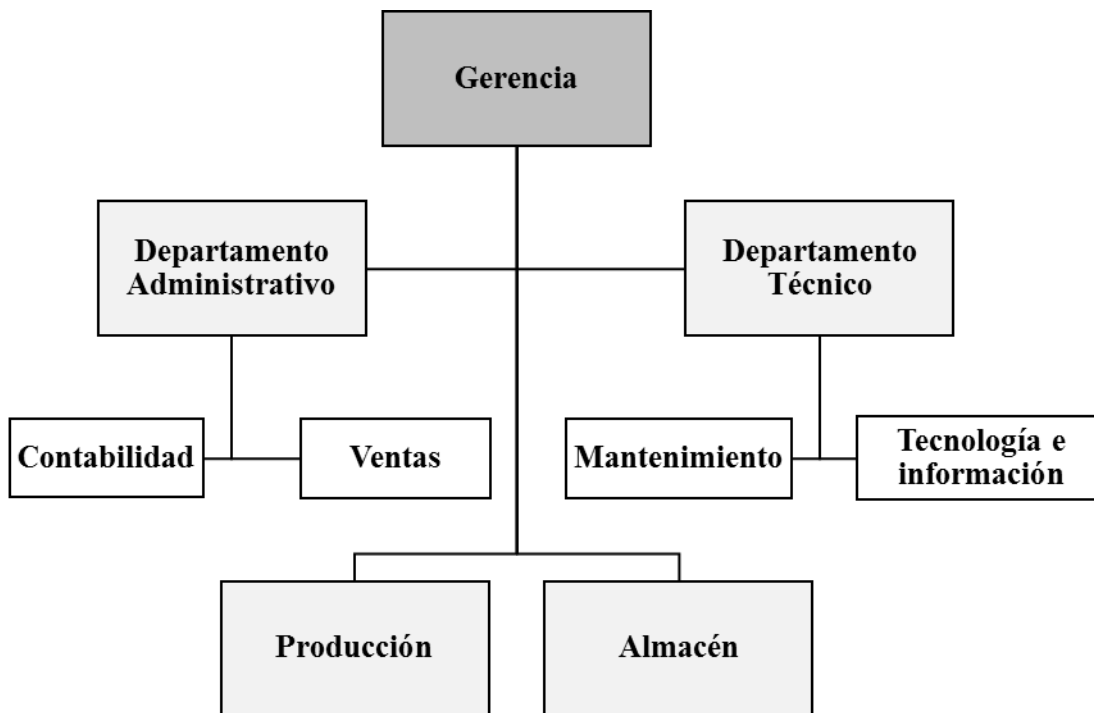 Gerencia
Departamento
Administrativo
Departamento
Técnico
Contabilidad
Ventas
Mantenimiento
Tecnología e
información
Producción
Almacén